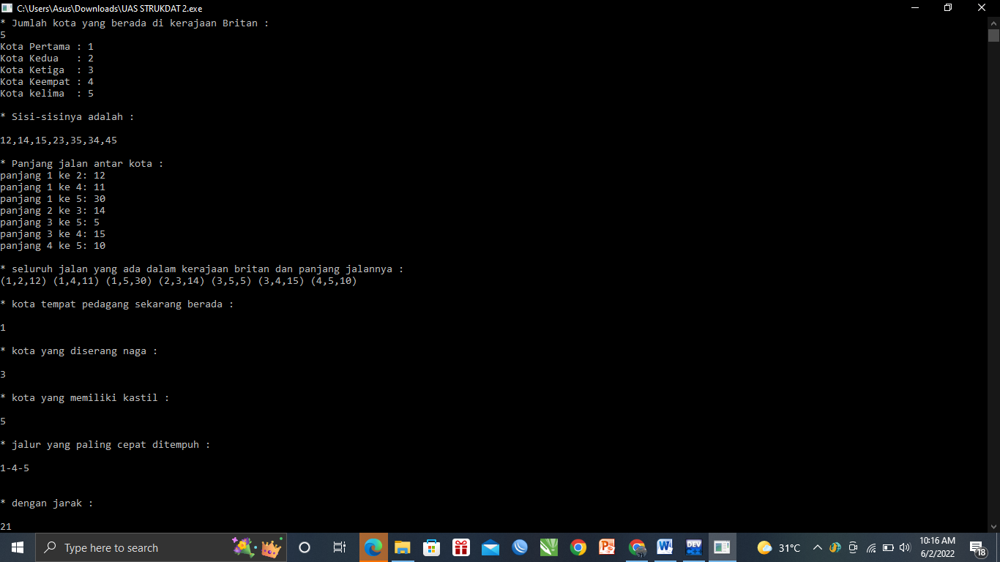 C:\Users\Asus\Downloads\UAS STRUKDAT 2.exe
* Jumlah kota yang berada di kerajaan Britan :
5
Kota Pertama : 1
Kota Kedua   : 2
Kota Ketiga  : 3
Kota Keempat : 4
Kota kelima  : 5
* Sisi-sisinya adalah :
12,14,15,23,35,34,45
* Panjang jalan antar kota :
panjang 1 ke 2: 12
panjang 1 ke 4: 11
panjang 1 ke 5: 30
panjang 2 ke 3: 14
panjang 3 ke 5: 5
panjang 3 ke 4: 15
panjang 4 ke 5: 10
* seluruh jalan yang ada dalam kerajaan britan dan panjang jalannya :
(1,2,12) (1,4,11) (1,5,30) (2,3,14) (3,5,5) (3,4,15) (4,5,10)
* kota tempat pedagang sekarang berada :
1
* kota yang diserang naga :
3
* kota yang memiliki kastil :
5
* jalur yang paling cepat ditempuh :
1-4-5
* dengan jarak :
21
Type here to search
DEV
31°C
10:16 AM
6/2/2022
18